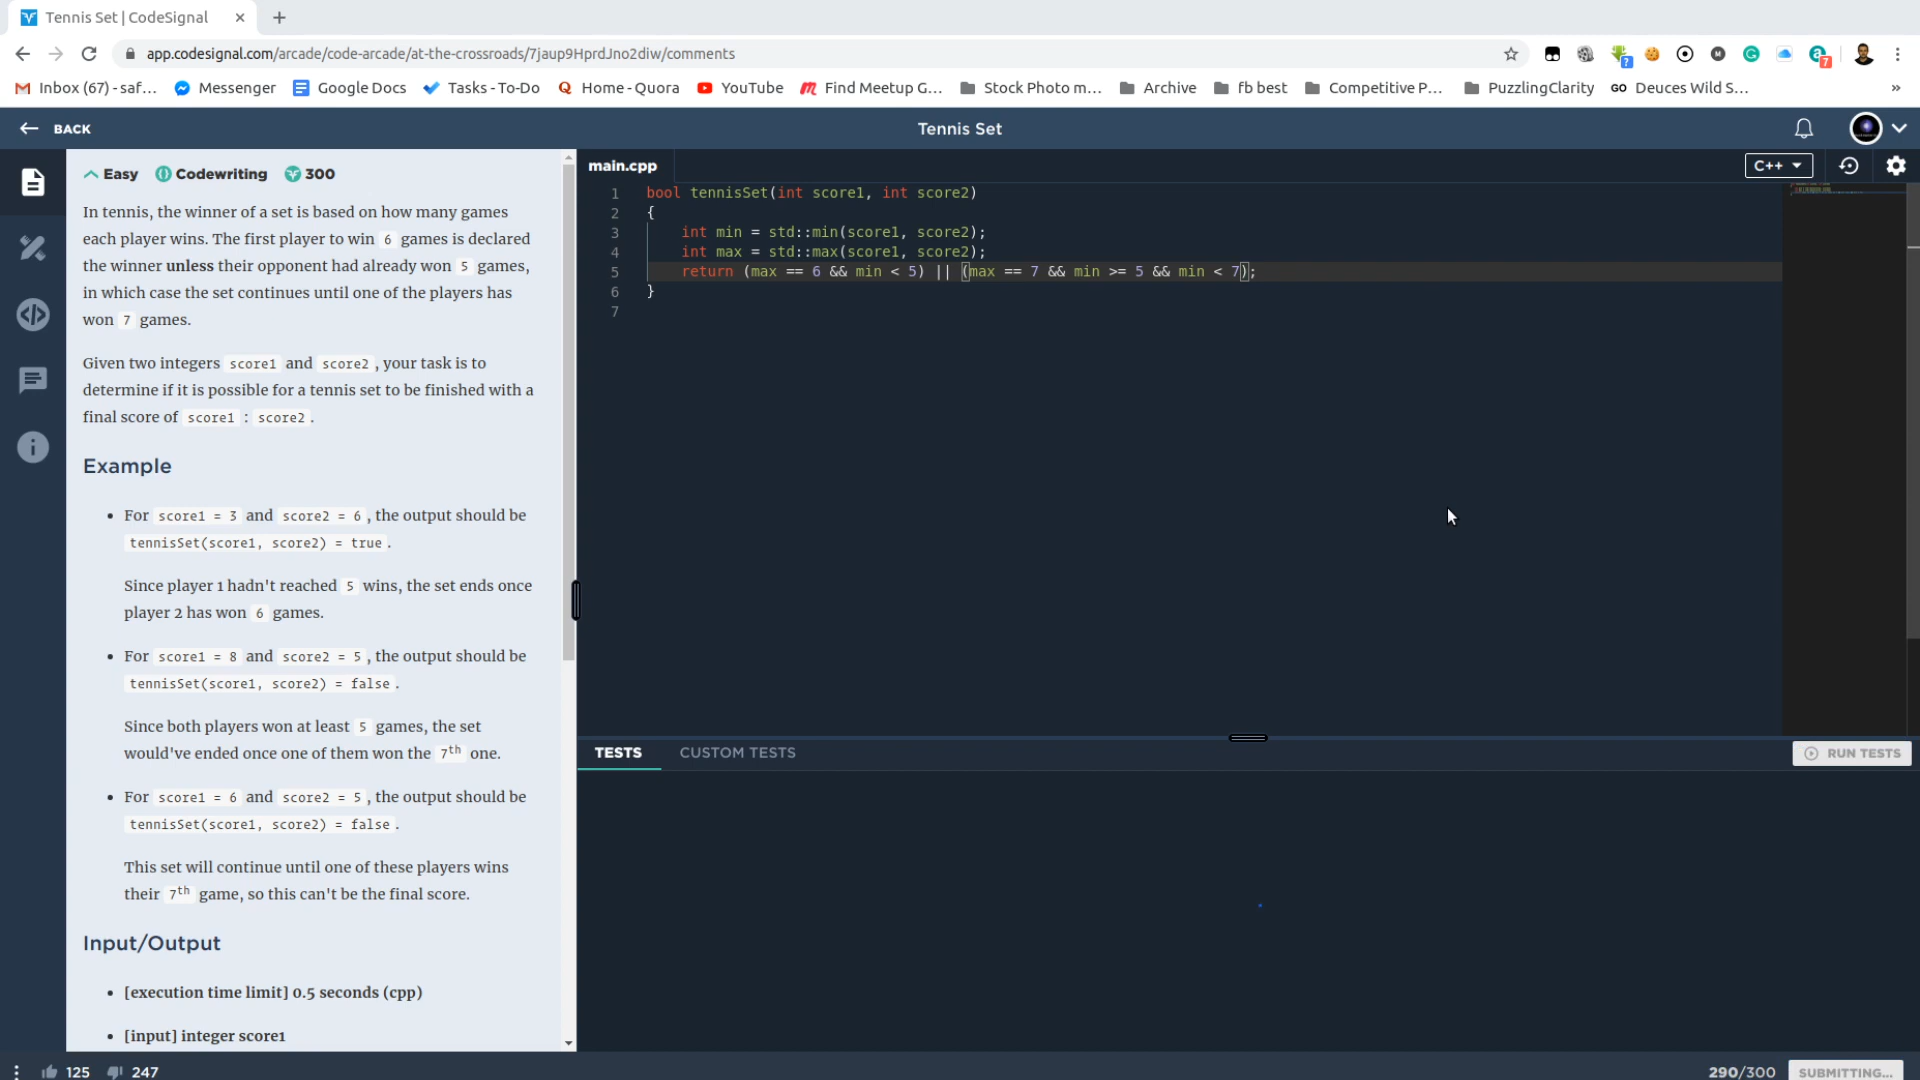 Tennis Set | CodeSignal
app.codesignal.com/arcade/code-arcade/at-the-crossroads/7jaup9HprdJno2diw/comments
Inbox (67) - saf... Messenger Google Docs Tasks - To-Do Home - Quora YouTube Find Meetup G... Stock Photo m... Archive fb best Competitive P... PuzzlingClarity GO Deuces Wild S... »
BACK Tennis Set
Easy Codewriting 300
In tennis, the winner of a set is based on how many games
each player wins. The first player to win 6 games is declared
the winner unless their opponent had already won 5 games,
in which case the set continues until one of the players has
won 7 games.
Given two integers score1 and score2, your task is to
determine if it is possible for a tennis set to be finished with a
final score of score1 : score2.
Example
• For score1 = 3 and score2 = 6, the output should be
tennisSet(score1, score2) = true.
Since player 1 hadn't reached 5 wins, the set ends once
player 2 has won 6 games.
• For score1 = 8 and score2 = 5, the output should be
tennisSet(score1, score2) = false.
Since both players won at least 5 games, the set
would've ended once one of them won the 7th one.
• For score1 = 6 and score2 = 5, the output should be
tennisSet(score1, score2) = false.
This set will continue until one of these players wins
their 7th game, so this can't be the final score.
Input/Output
• [execution time limit] 0.5 seconds (cpp)
• [input] integer score1
125 247
main.cpp C++
1 bool tennisSet(int score1, int score2)
2 {
3 int min = std::min(score1, score2);
4 int max = std::max(score1, score2);
5 return (max == 6 && min < 5) || (max == 7 && min >= 5 && min < 7);
6 }
7
TESTS CUSTOM TESTS RUN TESTS
290/300 SUBMITTING...